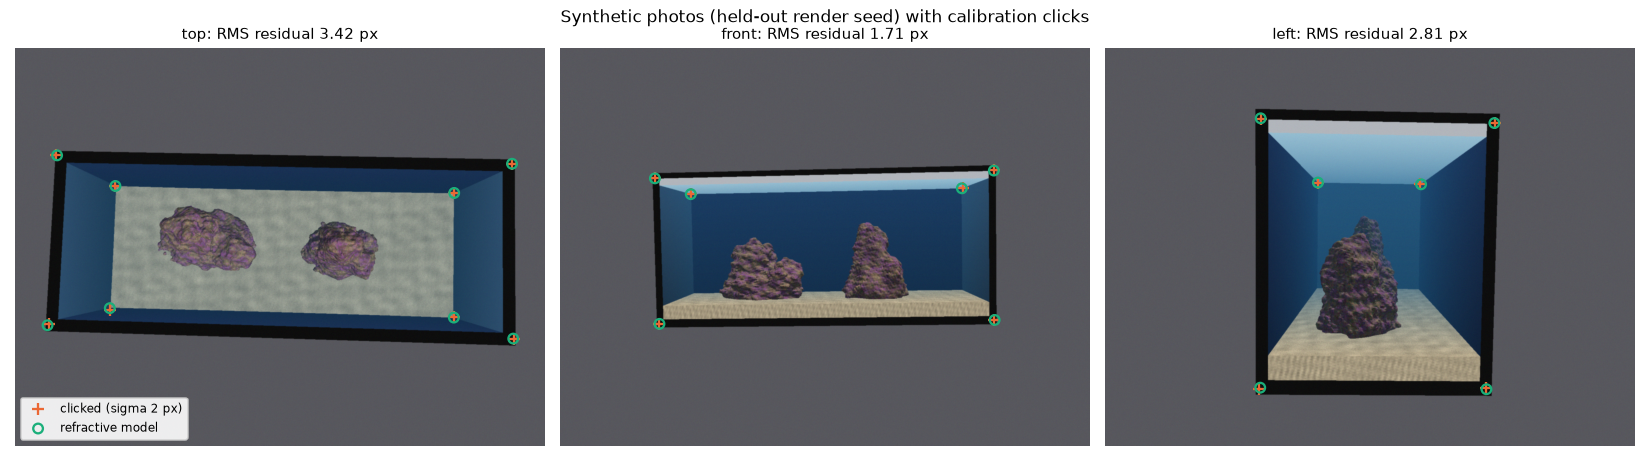 Synthetic photos (held-out render seed) with calibration clicks
top: RMS residual 3.42 px
front: RMS residual 1.71 px
left: RMS residual 2.81 px
clicked (sigma 2 px)
refractive model